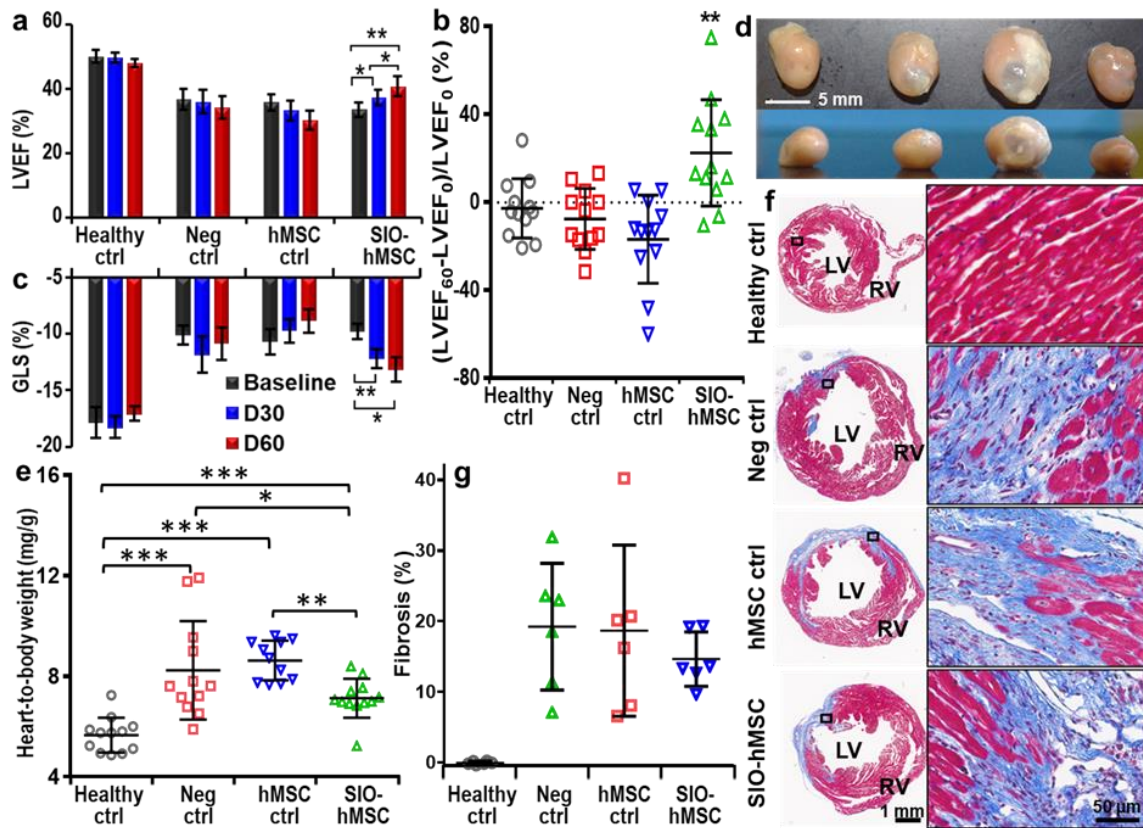 a
LVEF (%)
60
40
20
0
**
*
*
Healthy ctrl
Neg ctrl
hMSC ctrl
SIO-hMSC
b
(LVEF60-LVEF0)/LVEF0 (%)
80
40
0
-40
-80
**
Healthy ctrl
Neg ctrl
hMSC ctrl
SIO-hMSC
c
GLS (%)
-5
-10
-15
-20
Baseline
D30
D60
**
*
d
5 mm
e
Heart-to-body weight (mg/g)
16
12
8
4
***
*
***
***
**
Healthy ctrl
Neg ctrl
hMSC ctrl
SIO-hMSC
g
Fibrosis (%)
40
30
20
10
0
Healthy ctrl
Neg ctrl
hMSC ctrl
SIO-hMSC
f
Healthy ctrl
LV
RV
Neg ctrl
LV
RV
hMSC ctrl
LV
RV
SIO-hMSC
LV
RV
1 mm
50 µm